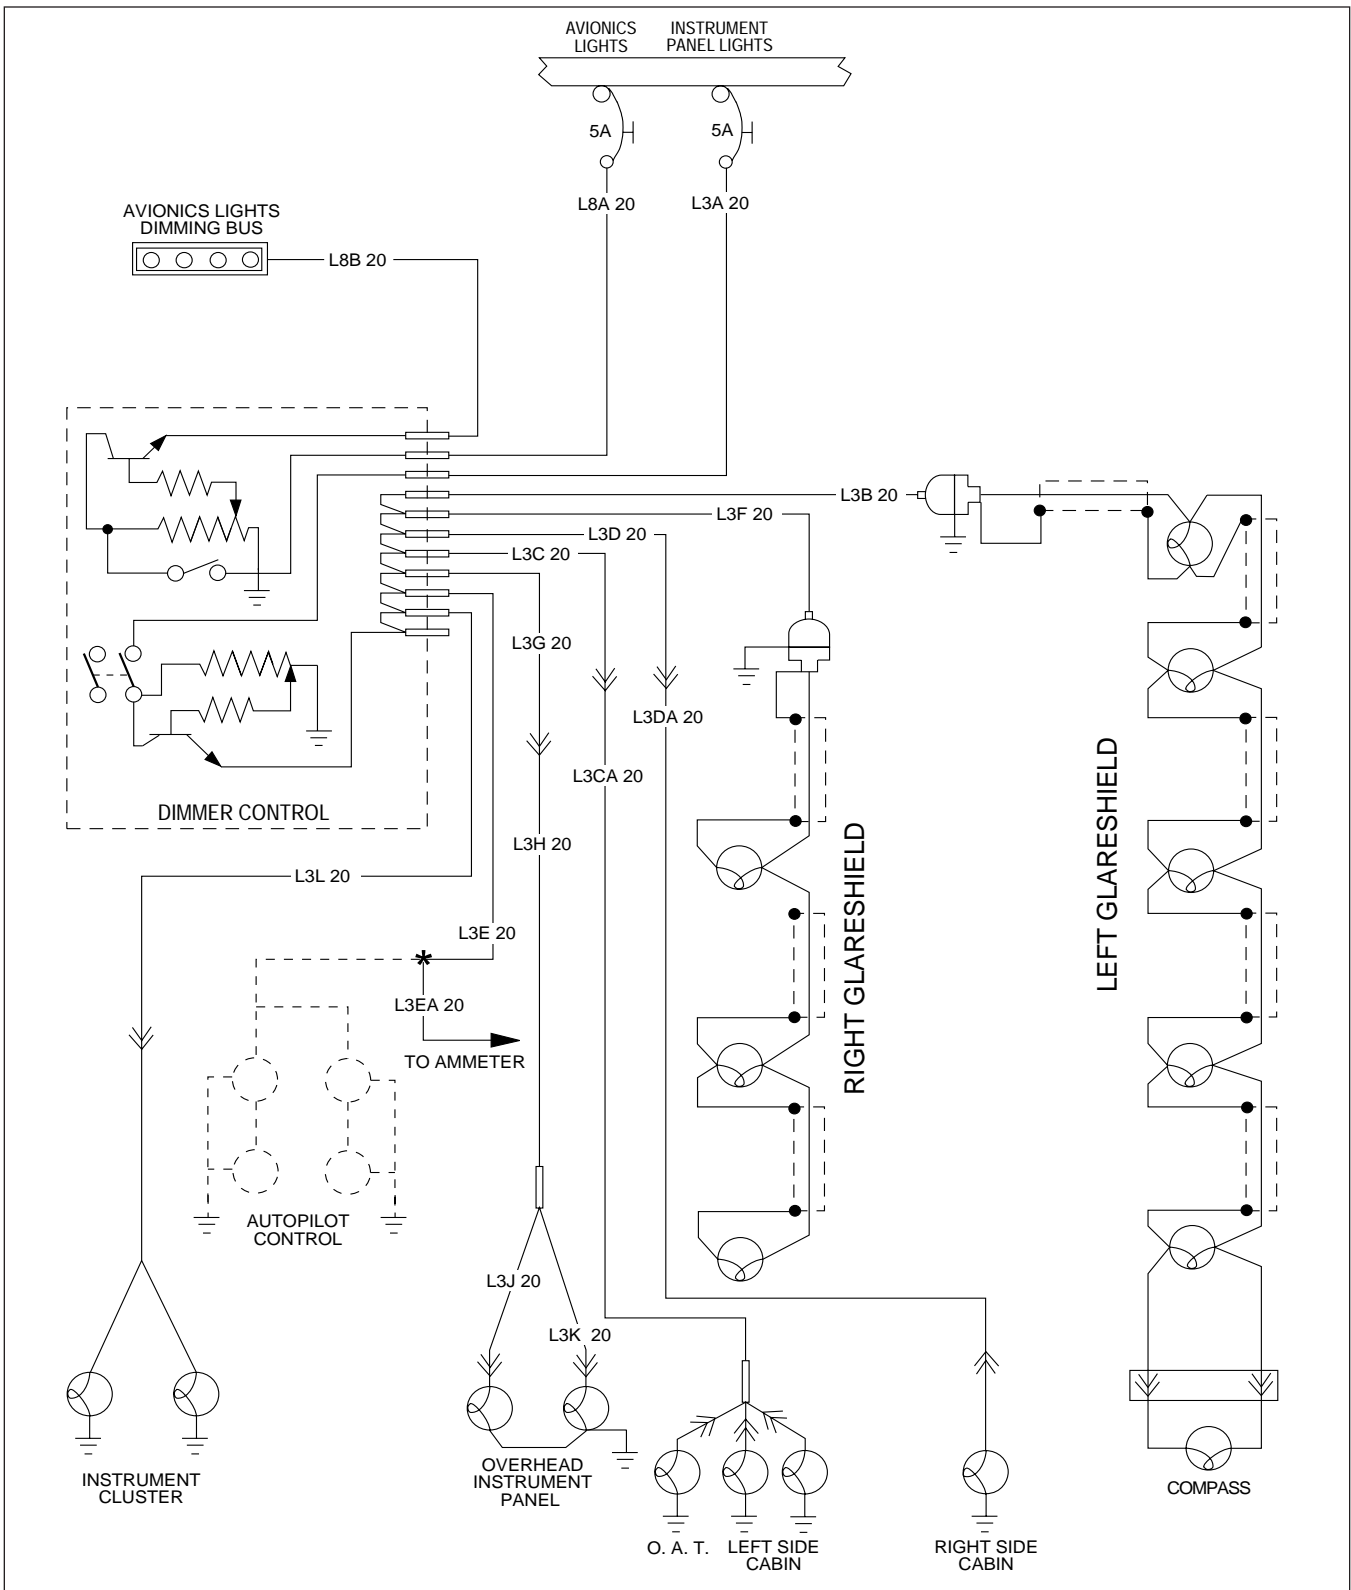 AVIONICS
LIGHTS
INSTRUMENT
PANEL LIGHTS
5A
5A
L8A 20
L3A 20
AVIONICS LIGHTS
DIMMING BUS
L8B 20
L3B 20
L3F 20
L3D 20
L3C 20
L3G 20
L3DA 20
L3CA 20
DIMMER CONTROL
L3H 20
L3L 20
L3E 20
*
L3EA 20
TO AMMETER
RIGHT GLARESHIELD
LEFT GLARESHIELD
AUTOPILOT
CONTROL
L3J 20
L3K 20
INSTRUMENT
CLUSTER
OVERHEAD
INSTRUMENT
PANEL
O. A. T.
LEFT SIDE
CABIN
RIGHT SIDE
CABIN
COMPASS